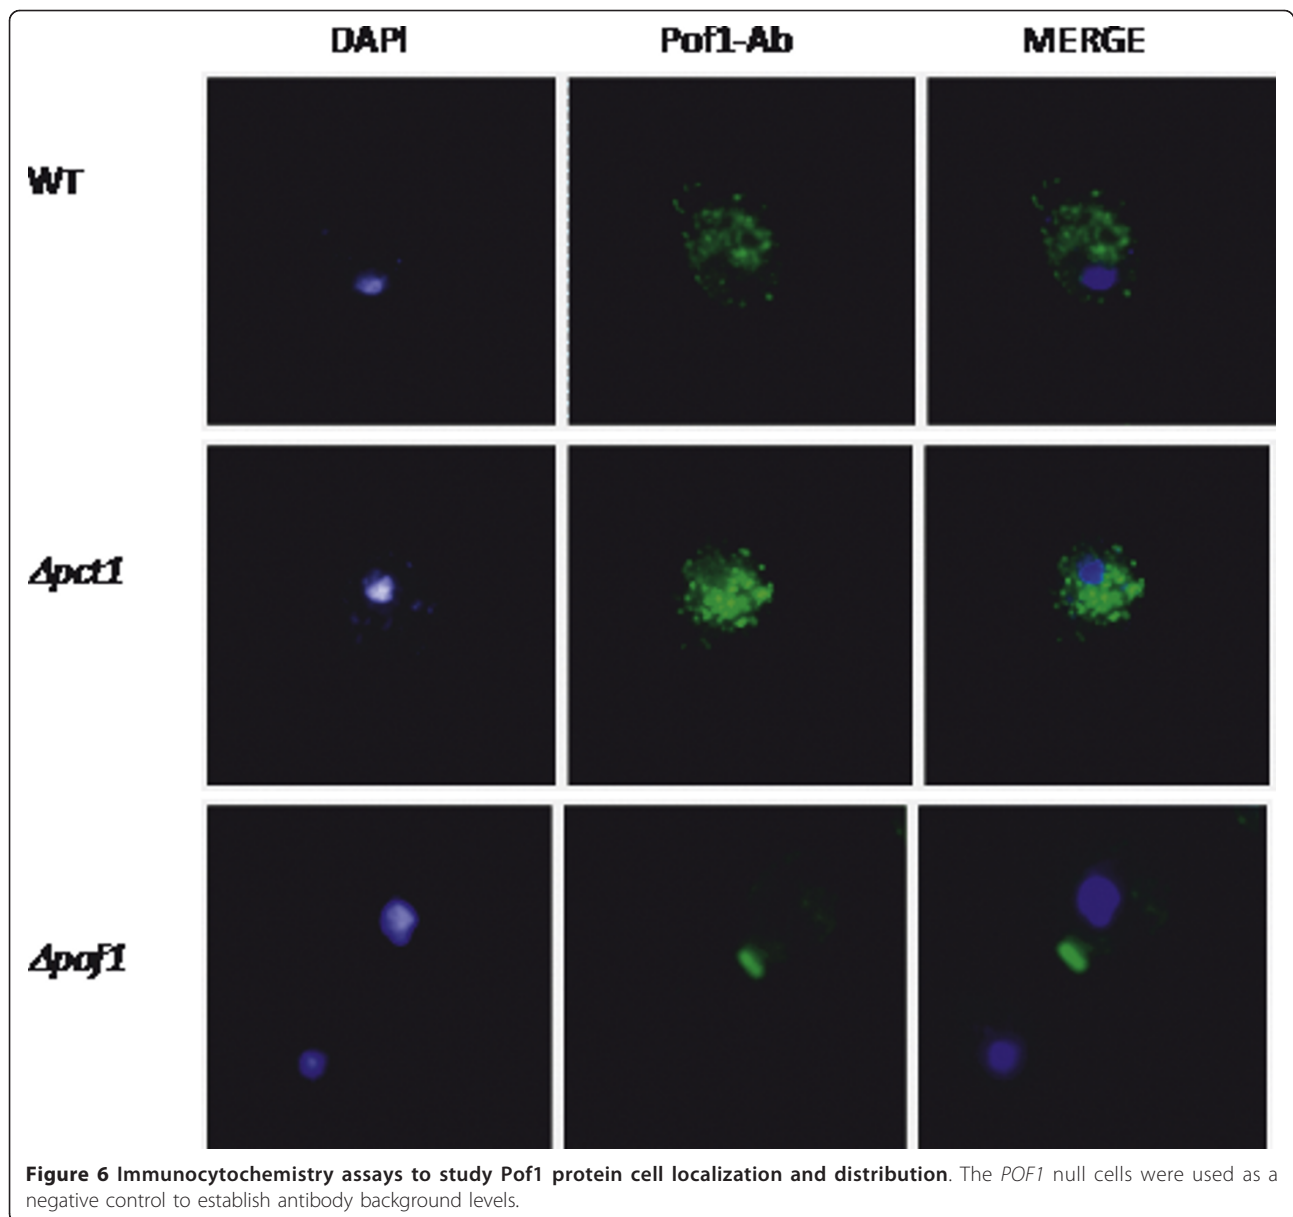 DAPI Pof1-Ab MERGE
WT
Δpct1
Δpof1
Figure 6 Immunocytochemistry assays to study Pof1 protein cell localization and distribution. The POF1 null cells were used as a
negative control to establish antibody background levels.